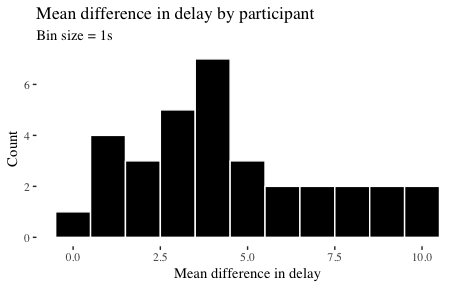 Mean difference in delay by participant
Bin size = 1s
Count
6
4
2
0
0.0 2.5 5.0 7.5 10.0
Mean difference in delay